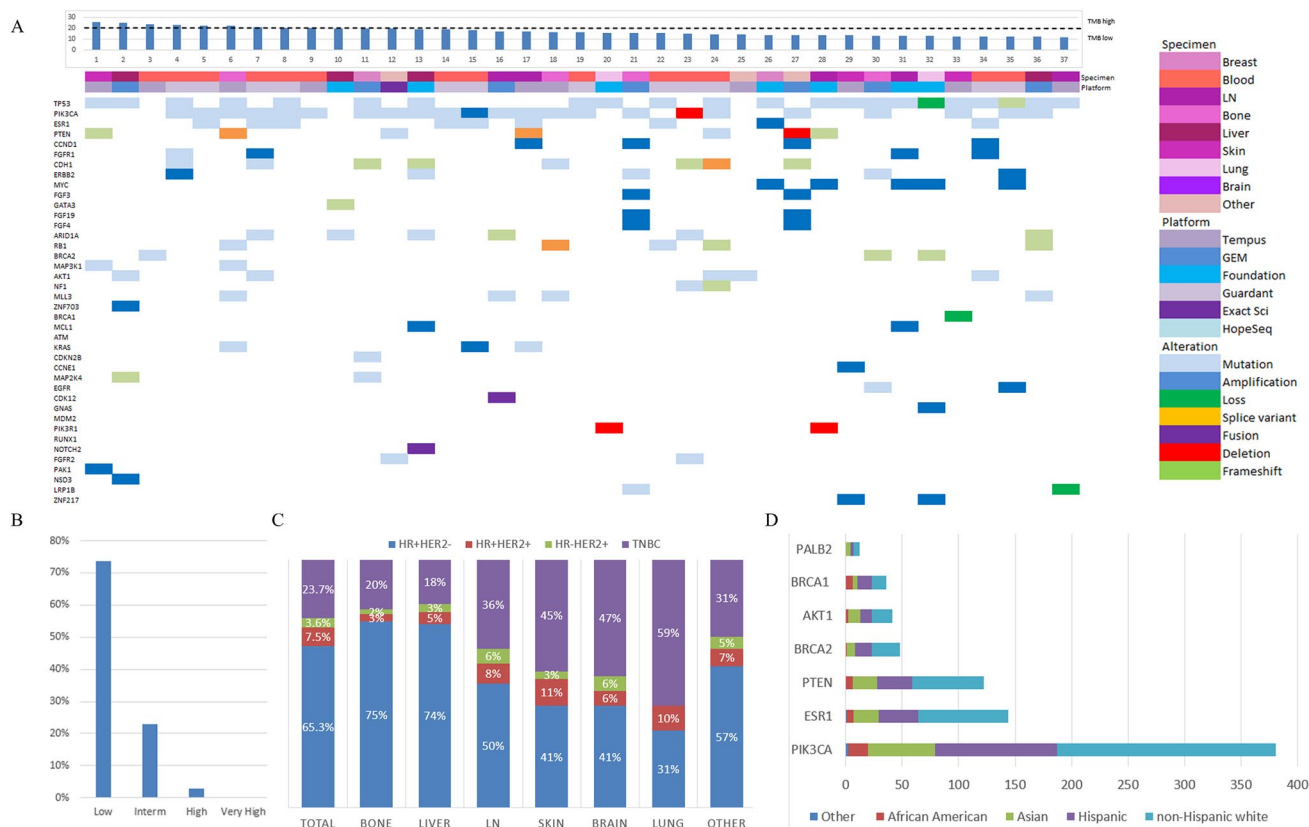 A
30
20
10
0
TMB high
TMB low
1 2 3 4 5 6 7 8 9 10 11 12 13 14 15 16 17 18 19 20 21 22 23 24 25 26 27 28 29 30 31 32 33 34 35 36 37
Specimen
Platform
TP53
PIK3CA
ESR1
PTEN
CCND1
FGFR1
CDH1
ERBB2
MYC
FGF3
GATA3
FGF19
FGF4
ARID1A
RB1
BRCA2
MAP3K1
AKT1
NF1
MLL3
ZNF703
BRCA1
MCL1
ATM
KRAS
CDKN2B
CCNE1
MAP2K4
EGFR
CDK12
GNAS
MDM2
PIK3R1
RUNX1
NOTCH2
FGFR2
PAK1
NSD3
LRP1B
ZNF217
Specimen
Breast
Blood
LN
Bone
Liver
Skin
Lung
Brain
Other
Platform
Tempus
GEM
Foundation
Guardant
Exact Sci
HopeSeq
Alteration
Mutation
Amplification
Loss
Splice variant
Fusion
Deletion
Frameshift
B
80%
70%
60%
50%
40%
30%
20%
10%
0%
Low Interm High Very High
C
HR+HER2- HR+HER2+ HR-HER2+ TNBC
23.7% 20% 18% 36% 45% 47% 59% 31%
3.6% 2% 3% 6% 3% 6% 5%
7.5% 3% 5% 8% 11% 6% 10% 7%
65.3% 75% 74% 50% 41% 41% 31% 57%
TOTAL BONE LIVER LN SKIN BRAIN LUNG OTHER
D
PALB2
BRCA1
AKT1
BRCA2
PTEN
ESR1
PIK3CA
0 50 100 150 200 250 300 350 400
Other African American Asian Hispanic non-Hispanic white